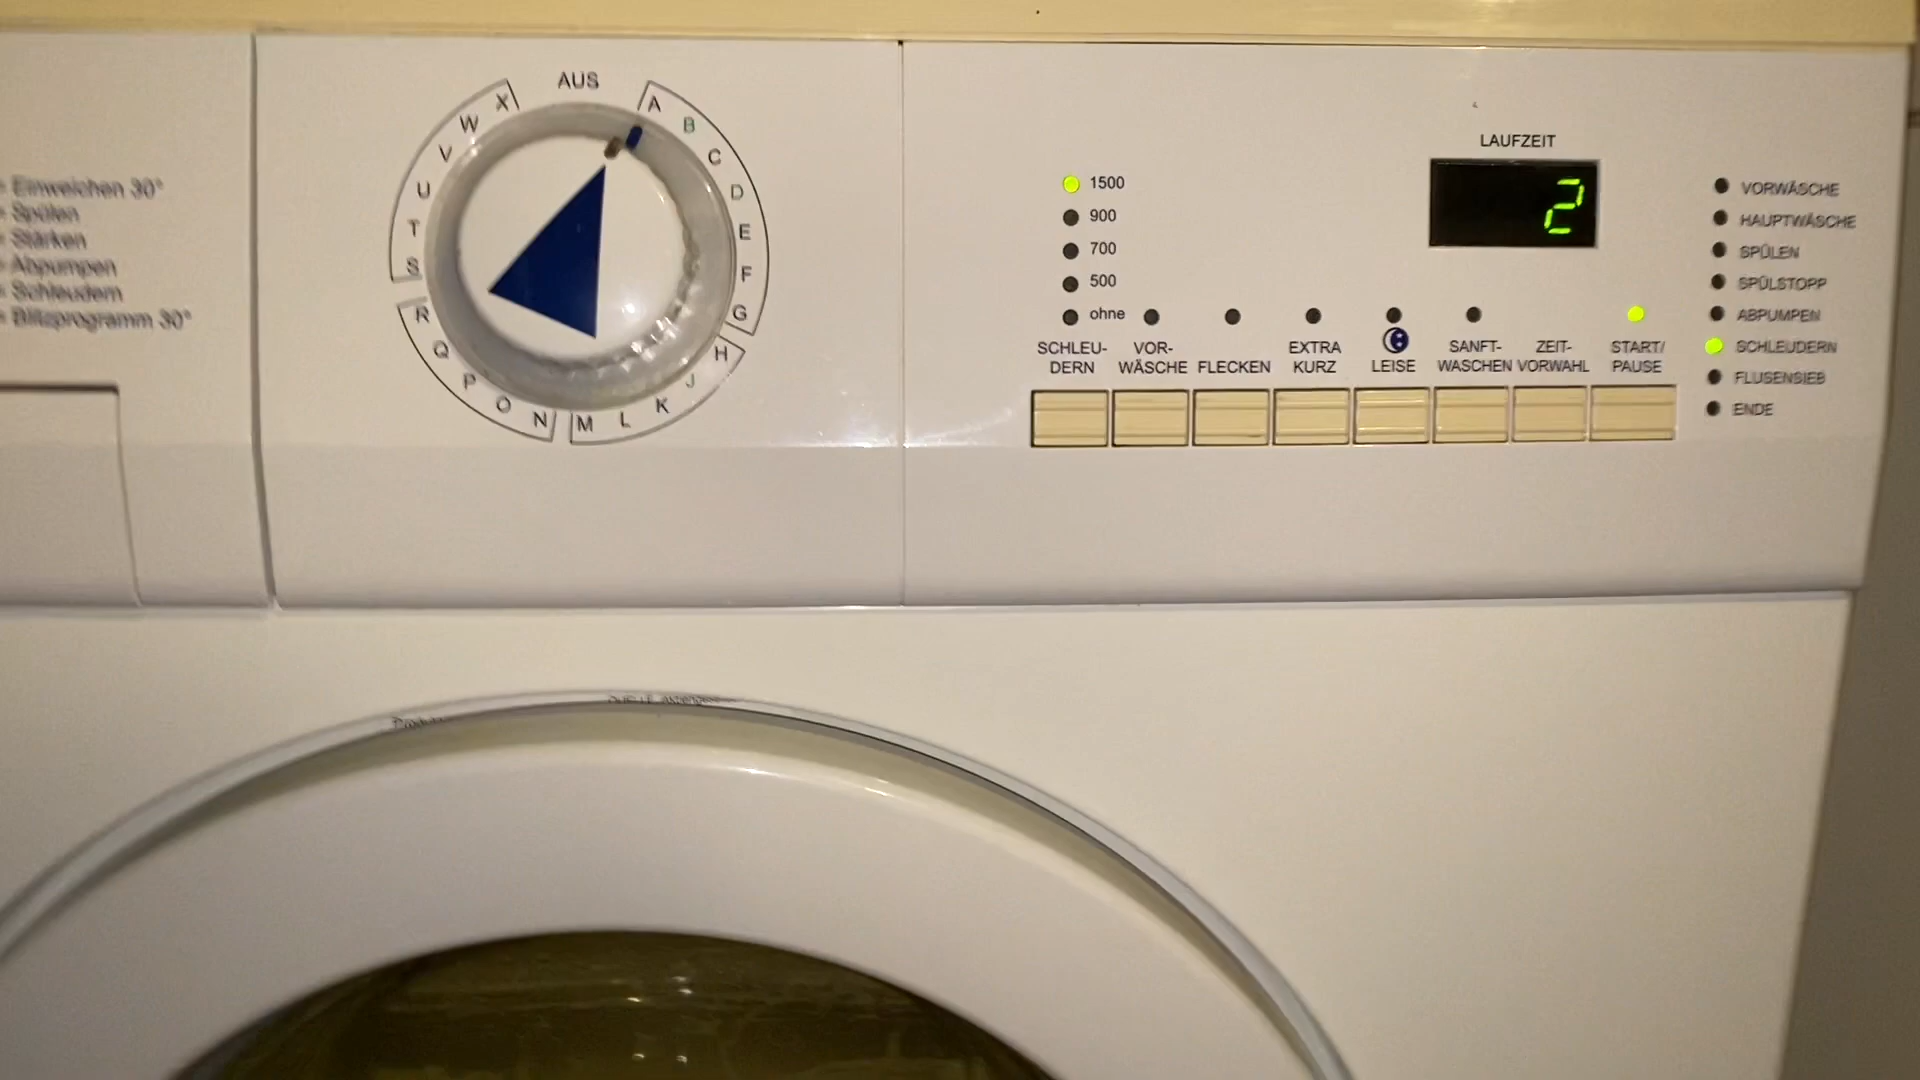 Einweichen 30°
Spülen
Stärken
Abpumpen
Schleudern
Blitzprogramm 30°
AUS
A
B
C
D
E
F
G
H
J
K
L
M
N
O
P
Q
R
S
T
U
V
W
X
1500
900
700
500
ohne
SCHLEU-
DERN
VOR-
WÄSCHE
FLECKEN
EXTRA
KURZ
LEISE
SANFT-
WASCHEN
ZEIT-
VORWAHL
START/
PAUSE
LAUFZEIT
2
VORWÄSCHE
HAUPTWÄSCHE
SPÜLEN
SPÜLSTOPP
ABPUMPEN
SCHLEUDERN
FLUSENSIEB
ENDE